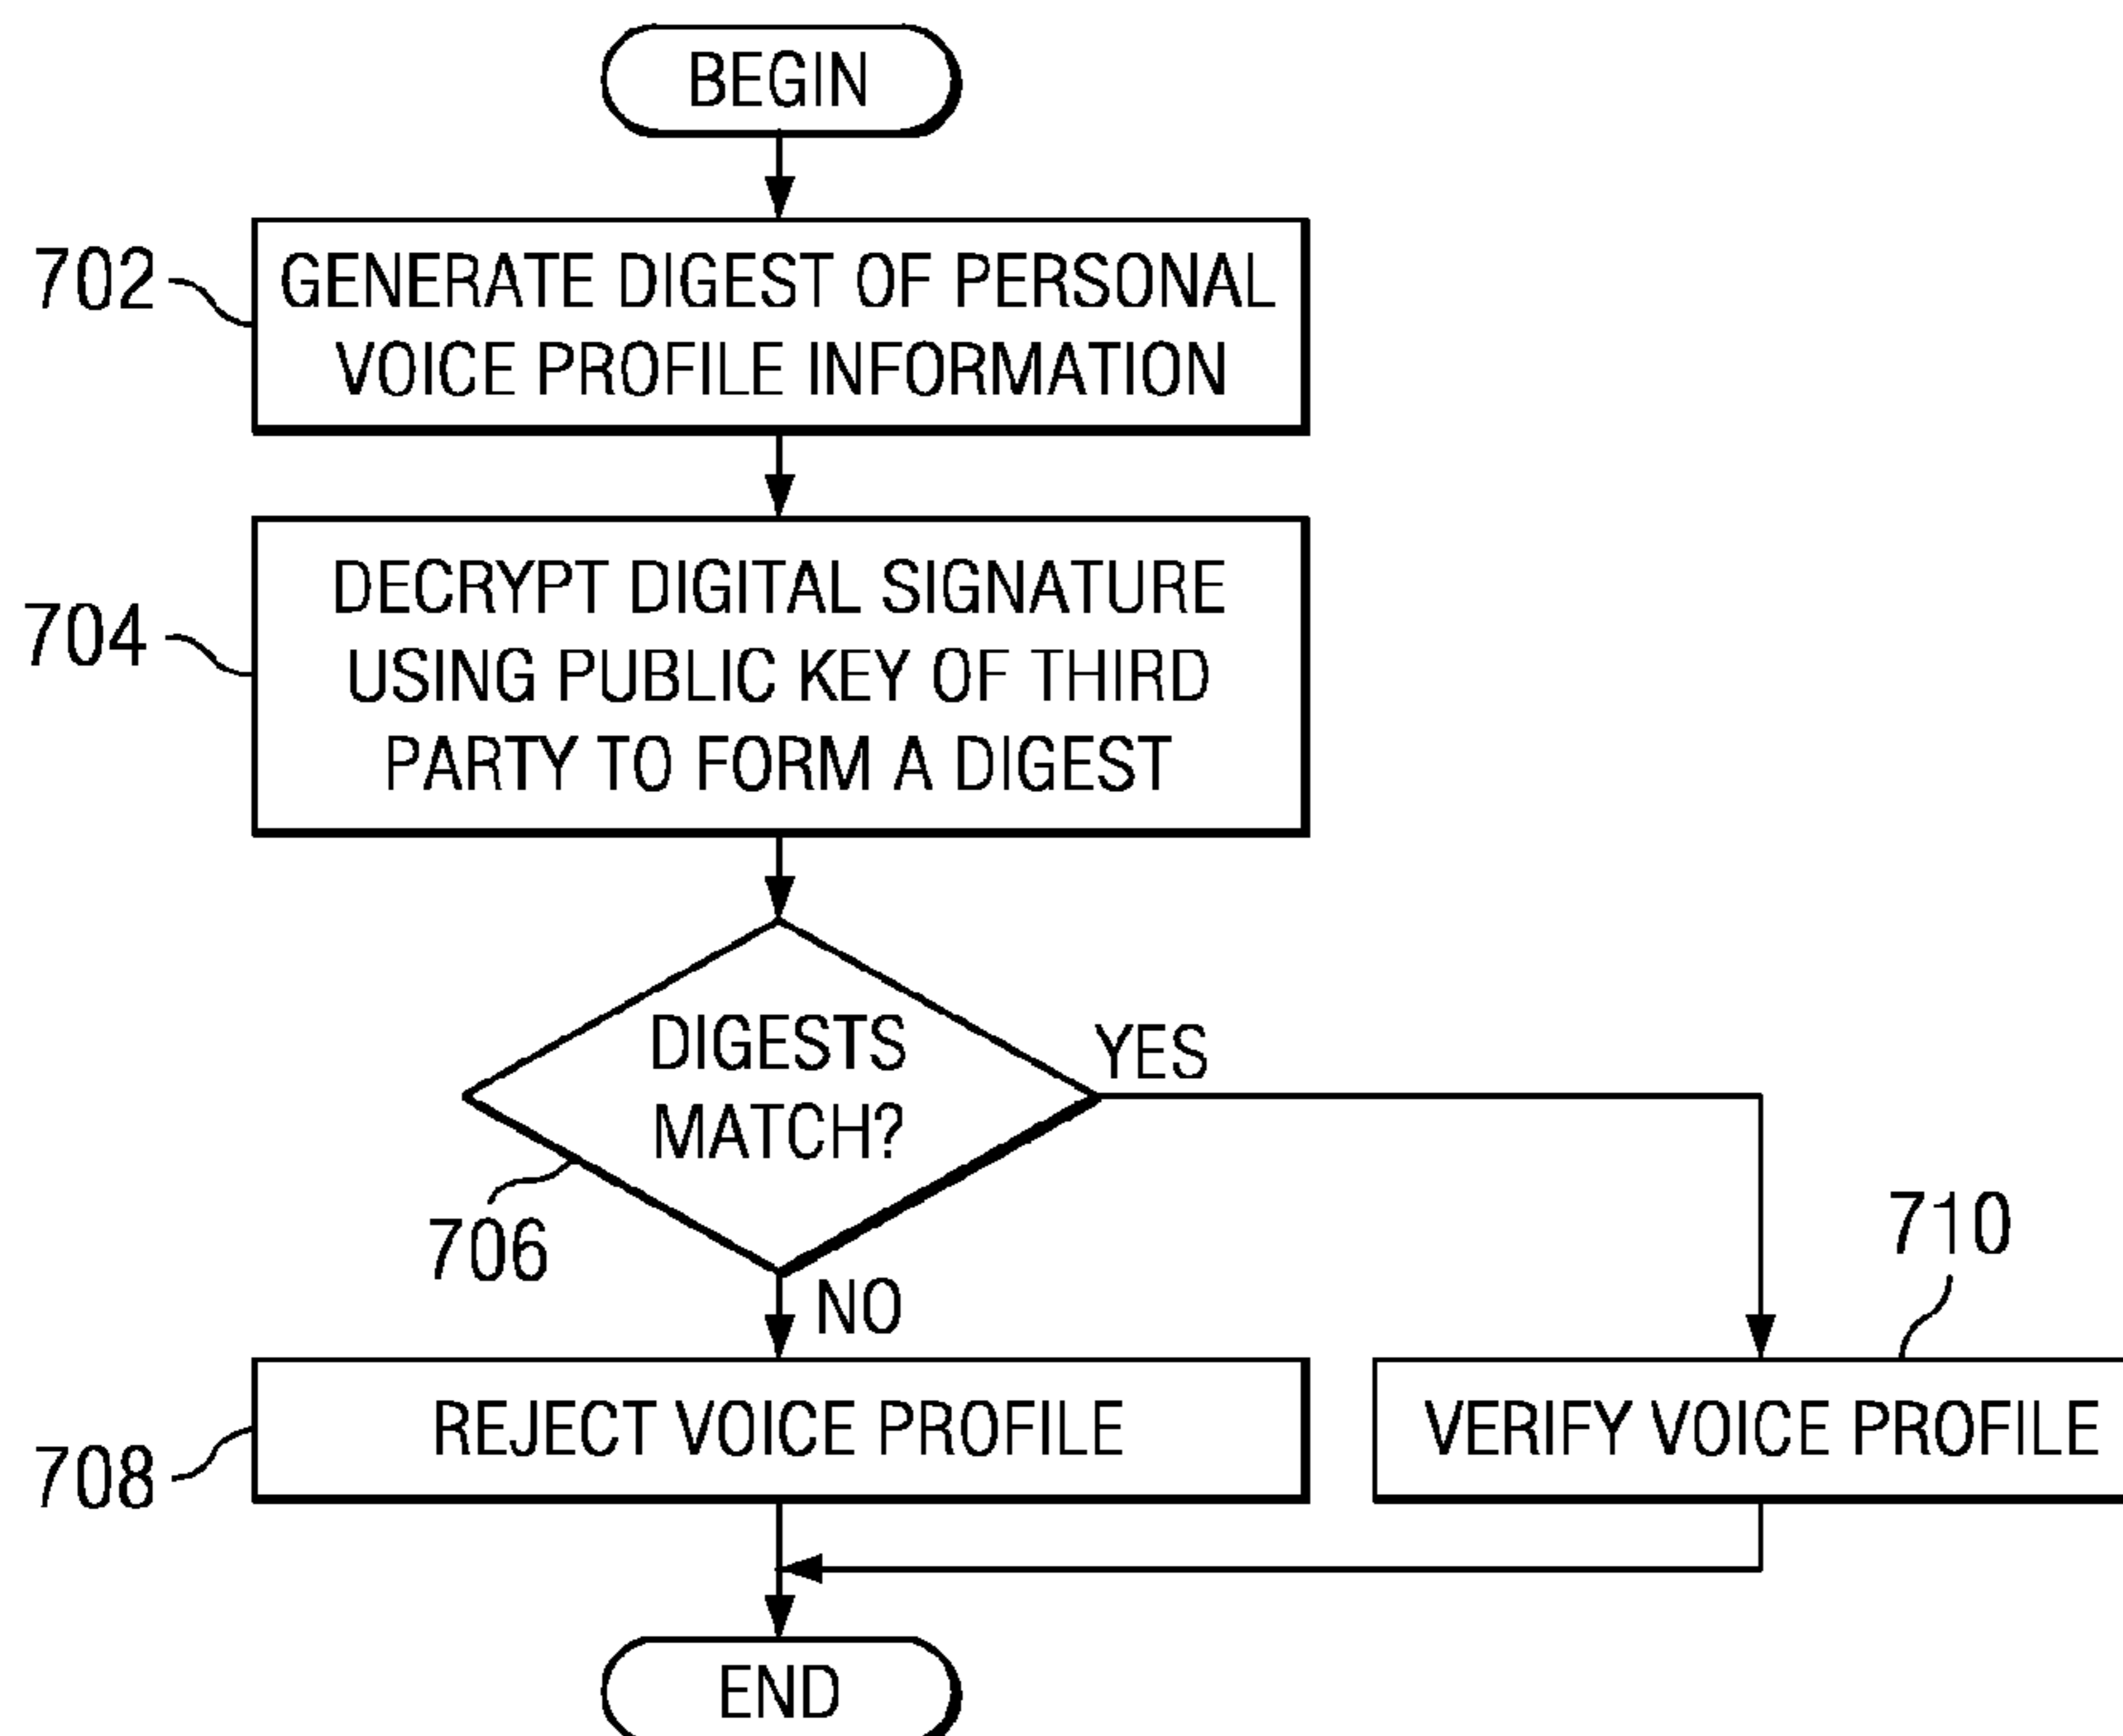 BEGIN
702
GENERATE DIGEST OF PERSONAL
VOICE PROFILE INFORMATION
704
DECRYPT DIGITAL SIGNATURE
USING PUBLIC KEY OF THIRD
PARTY TO FORM A DIGEST
DIGESTS
MATCH?
YES
706
NO
710
708
REJECT VOICE PROFILE
VERIFY VOICE PROFILE
END